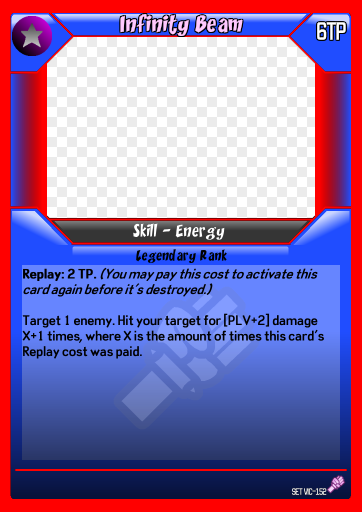 Infinity Beam
6TP
Skill - Energy
Legendary Rank
Replay: 2 TP. (You may pay this cost to activate this
card again before it's destroyed.)
Target 1 enemy. Hit your target for [PLV+2] damage
X+1 times, where X is the amount of times this card's
Replay cost was paid.
SET VIC-152